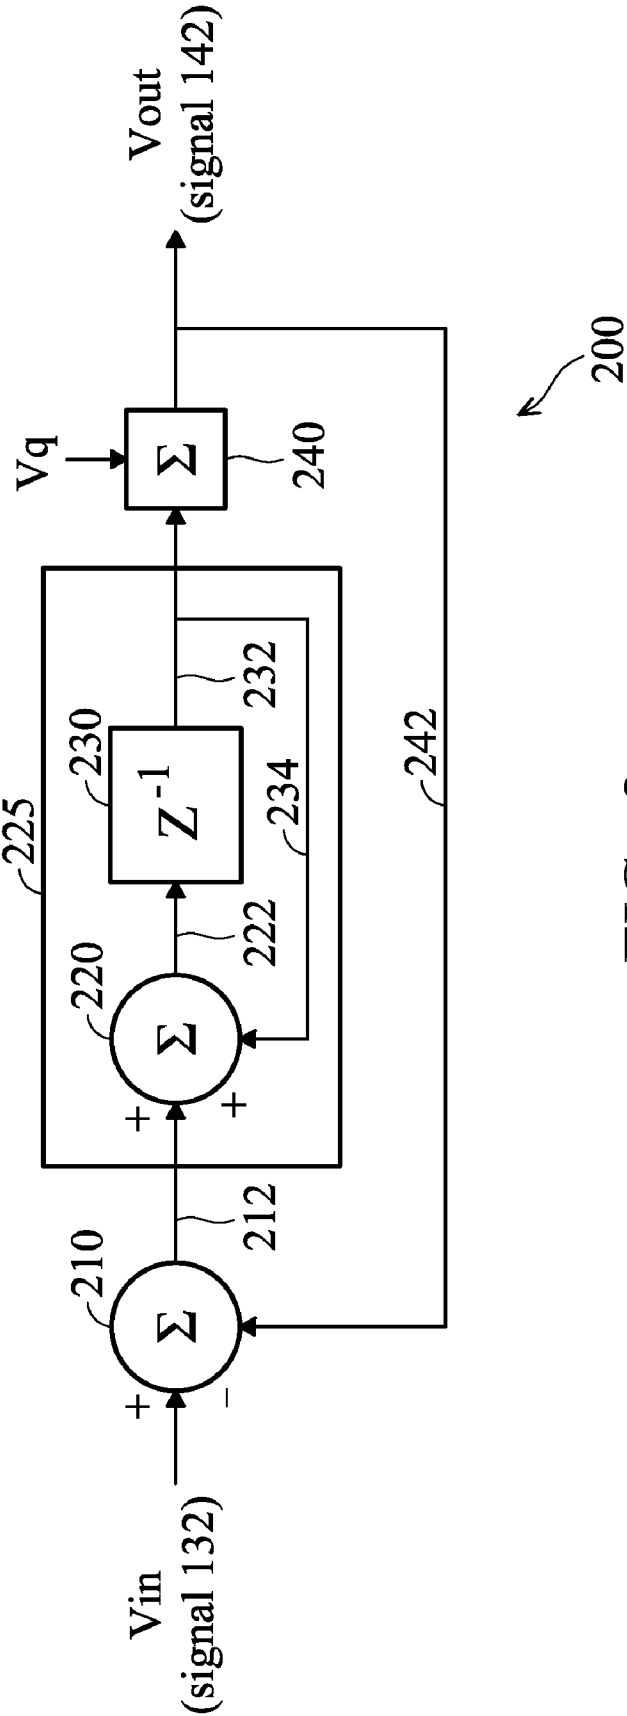 Vin
(signal 132)
+
−
210
Σ
212
225
+
+
220
Σ
222
230
Z⁻¹
232
234
Vq
Σ
240
242
Vout
(signal 142)
200